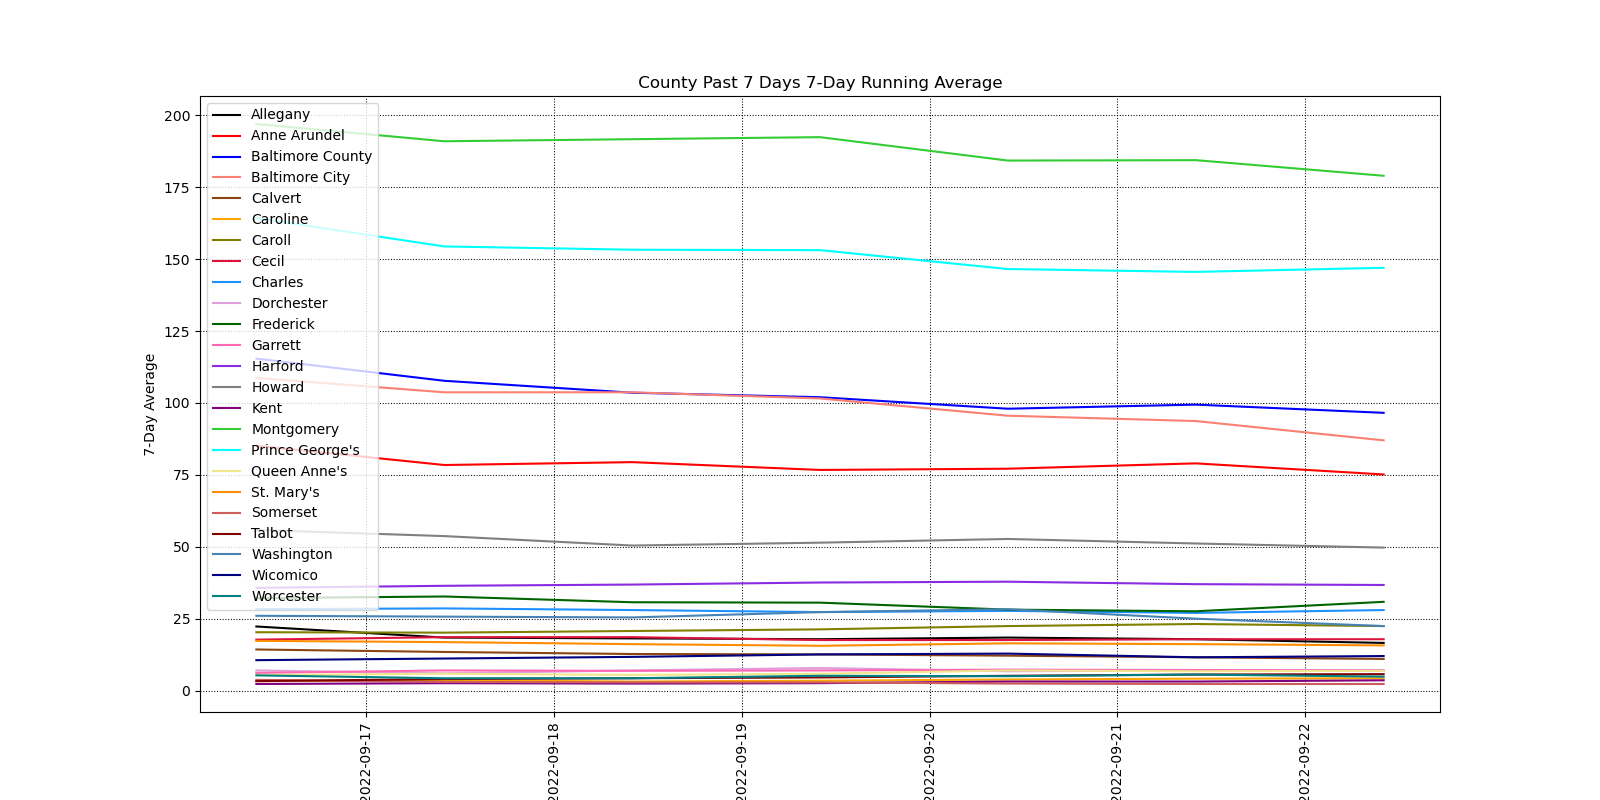 County Past 7 Days 7-Day Running Average
7-Day Average
200
175
150
125
100
75
50
25
0
Allegany
Anne Arundel
Baltimore County
Baltimore City
Calvert
Caroline
Caroll
Cecil
Charles
Dorchester
Frederick
Garrett
Harford
Howard
Kent
Montgomery
Prince George's
Queen Anne's
St. Mary's
Somerset
Talbot
Washington
Wicomico
Worcester
2022-09-17
2022-09-18
2022-09-19
2022-09-20
2022-09-21
2022-09-22